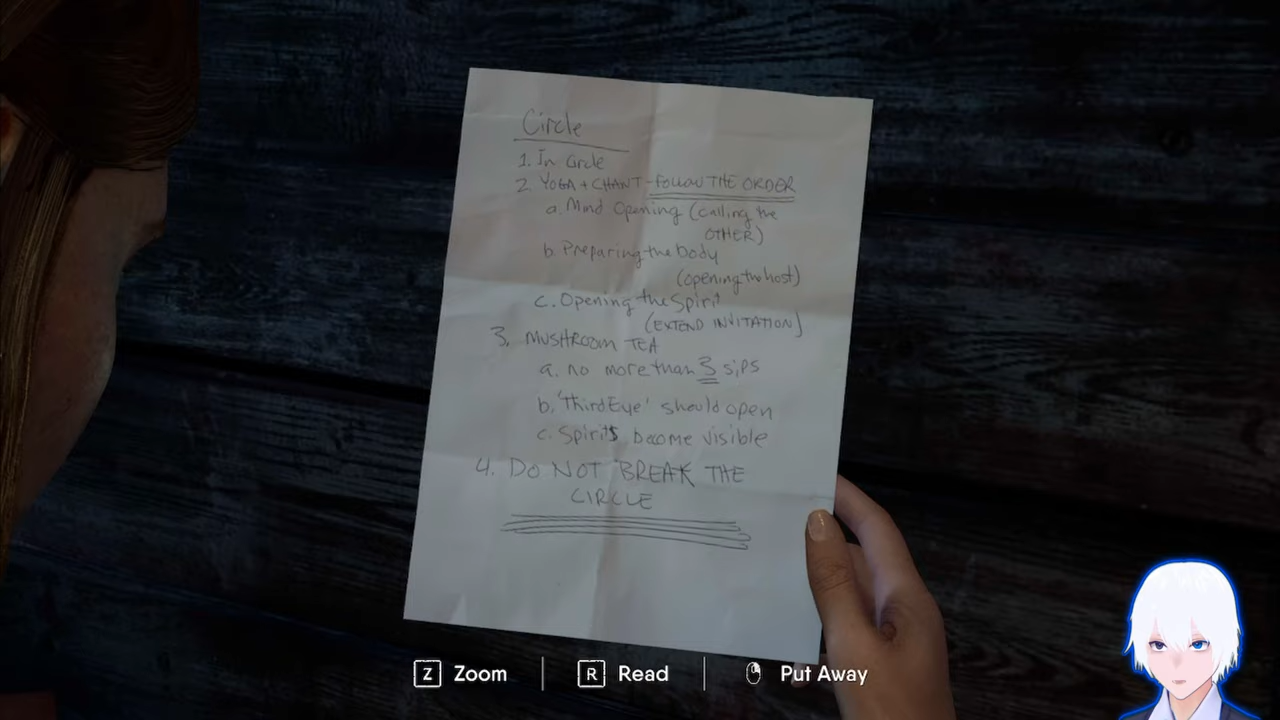 Circle
1. In Circle
2. YOGA + CHANT - FOLLOW THE ORDER
a. Mind Opening (calling the
OTHER)
b. Preparing the body
(opening the host)
c. Opening the Spirit
(EXTEND INVITATION)
3. MUSHROOM TEA
a. no more than 3 sips
b. 'Third Eye' should open
c. Spirits become visible
4. DO NOT BREAK THE
CIRCLE
Z Zoom R Read Put Away